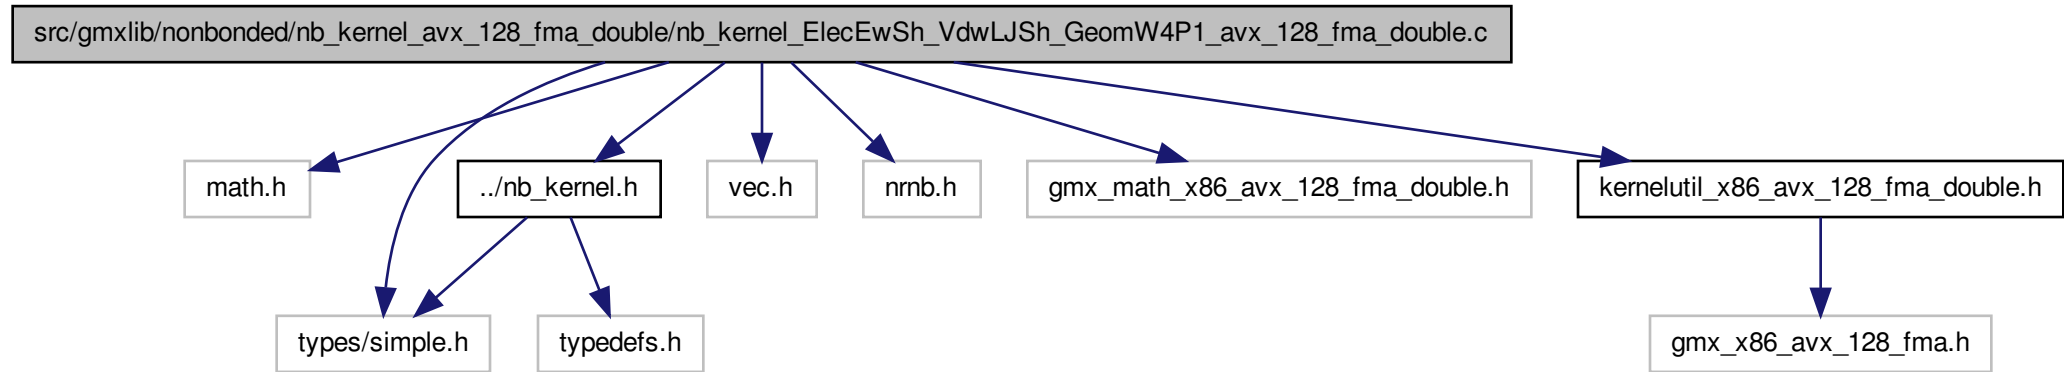 src/gmxlib/nonbonded/nb_kernel_avx_128_fma_double/nb_kernel_ElecEwSh_VdwLJSh_GeomW4P1_avx_128_fma_double.c
math.h
../nb_kernel.h
vec.h
nrnb.h
gmx_math_x86_avx_128_fma_double.h
kernelutil_x86_avx_128_fma_double.h
types/simple.h
typedefs.h
gmx_x86_avx_128_fma.h